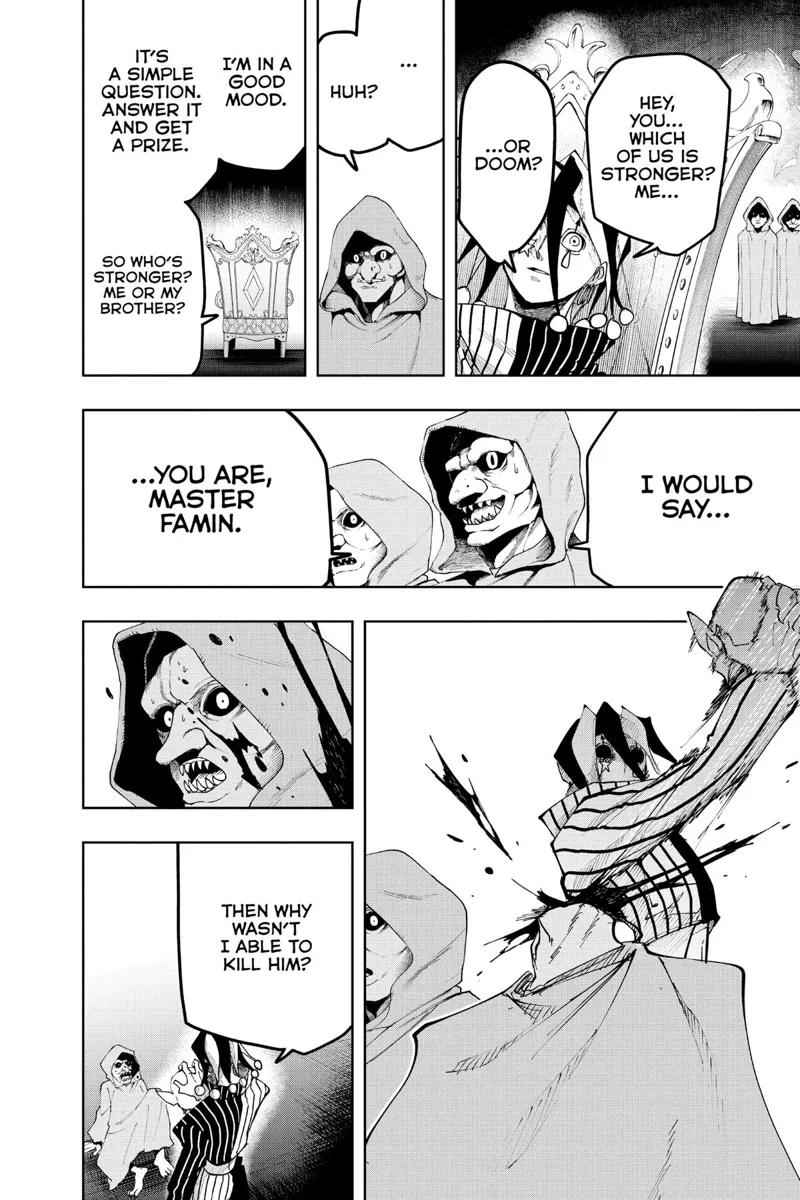 HEY,
YOU...
WHICH
OF US IS
STRONGER?
ME...
...OR
DOOM?
...
HUH?
I'M IN A
GOOD
MOOD.
IT'S
A SIMPLE
QUESTION.
ANSWER IT
AND GET
A PRIZE.
SO WHO'S
STRONGER?
ME OR MY
BROTHER?
I WOULD
SAY...
...YOU ARE,
MASTER
FAMIN.
THEN WHY
WASN'T
I ABLE TO
KILL HIM?